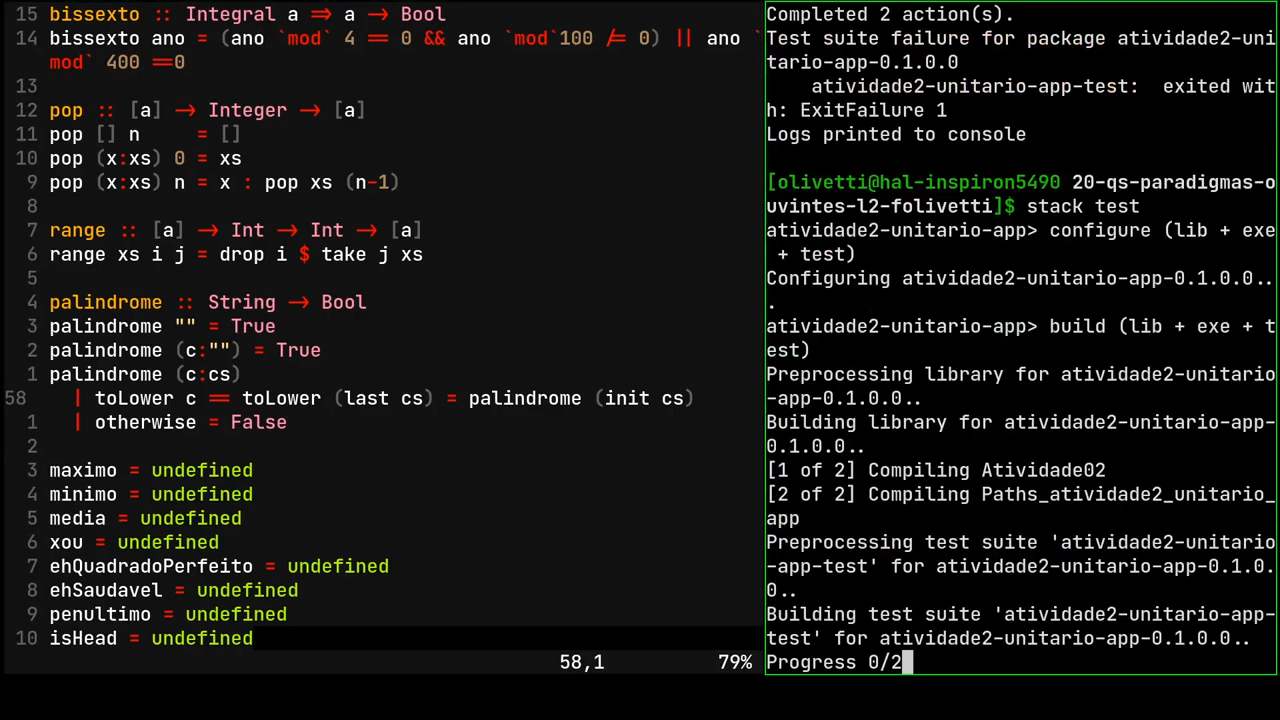 15 bissexto :: Integral a ⇒ a → Bool
14 bissexto ano = (ano `mod` 4 == 0 && ano `mod`100 /= 0) || ano `
mod` 400 ==0
13
12 pop :: [a] → Integer → [a]
11 pop [] n     = []
10 pop (x:xs) 0 = xs
9 pop (x:xs) n = x : pop xs (n-1)
8
7 range :: [a] → Int → Int → [a]
6 range xs i j = drop i $ take j xs
5
4 palindrome :: String → Bool
3 palindrome "" = True
2 palindrome (c:"") = True
1 palindrome (c:cs)
58   | toLower c == toLower (last cs) = palindrome (init cs)
1   | otherwise = False
2
3 maximo = undefined
4 minimo = undefined
5 media = undefined
6 xou = undefined
7 ehQuadradoPerfeito = undefined
8 ehSaudavel = undefined
9 penultimo = undefined
10 isHead = undefined
58,1 79%
Completed 2 action(s).
Test suite failure for package atividade2-uni
tario-app-0.1.0.0
    atividade2-unitario-app-test:  exited wit
h: ExitFailure 1
Logs printed to console
[olivetti@hal-inspiron5490 20-qs-paradigmas-o
uvintes-l2-folivetti]$ stack test
atividade2-unitario-app> configure (lib + exe
 + test)
Configuring atividade2-unitario-app-0.1.0.0..
.
atividade2-unitario-app> build (lib + exe + t
est)
Preprocessing library for atividade2-unitario
-app-0.1.0.0..
Building library for atividade2-unitario-app-
0.1.0.0..
[1 of 2] Compiling Atividade02
[2 of 2] Compiling Paths_atividade2_unitario_
app
Preprocessing test suite 'atividade2-unitario
-app-test' for atividade2-unitario-app-0.1.0.
0..
Building test suite 'atividade2-unitario-app-
test' for atividade2-unitario-app-0.1.0.0..
Progress 0/2